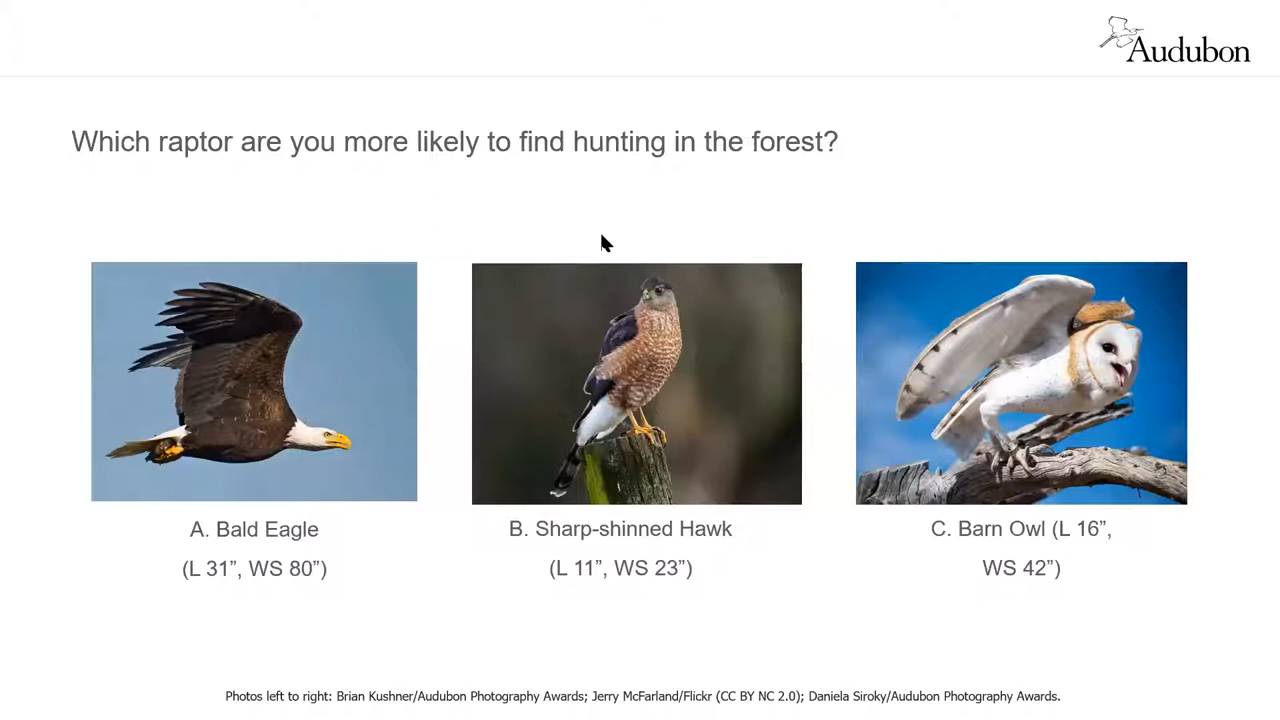 Audubon
Which raptor are you more likely to find hunting in the forest?
A. Bald Eagle
(L 31”, WS 80”)
B. Sharp-shinned Hawk
(L 11”, WS 23”)
C. Barn Owl (L 16”,
WS 42”)
Photos left to right: Brian Kushner/Audubon Photography Awards; Jerry McFarland/Flickr (CC BY NC 2.0); Daniela Siroky/Audubon Photography Awards.